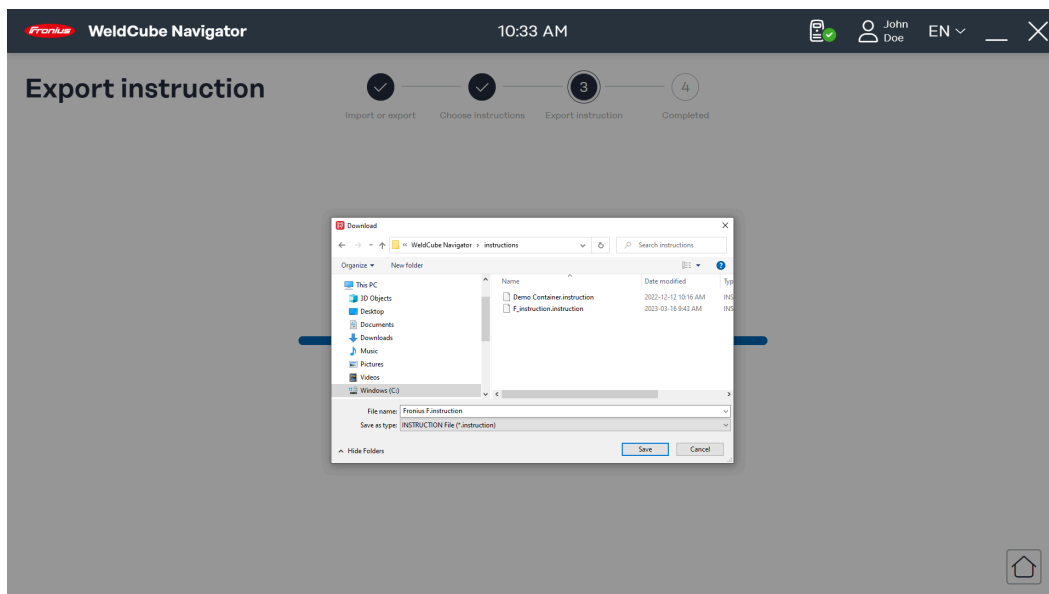 Fronius WeldCube Navigator 10:33 AM John Doe EN
Export instruction
3 4
Import or export Choose instructions Export instruction Completed
Download
« WeldCube Navigator › instructions Search instructions
Organize New folder
Name Date modified Typ
This PC
3D Objects
Desktop
Documents
Downloads
Music
Pictures
Videos
Windows (C:)
Demo Container.instruction 2022-12-12 10:16 AM INS
F_instruction.instruction 2023-03-16 9:43 AM INS
File name: Fronius F.instruction
Save as type: INSTRUCTION File (*.instruction)
Hide Folders Save Cancel